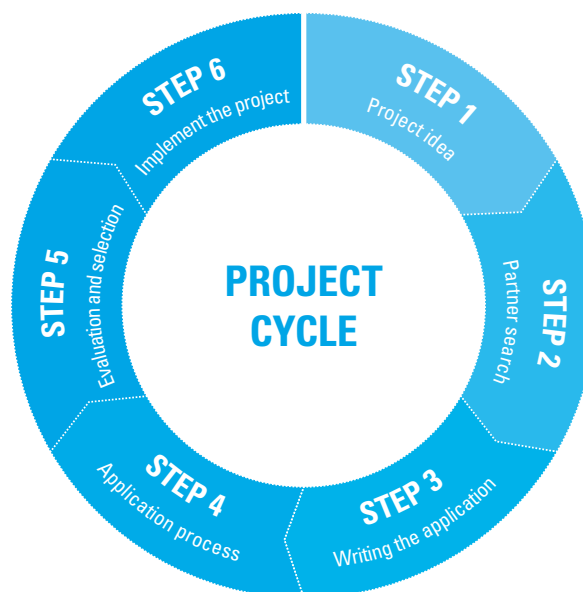 STEP 1
Project idea
STEP 2
Partner search
STEP 3
Writing the application
STEP 4
Application process
STEP 5
Evaluation and selection
STEP 6
Implement the project
PROJECT
CYCLE